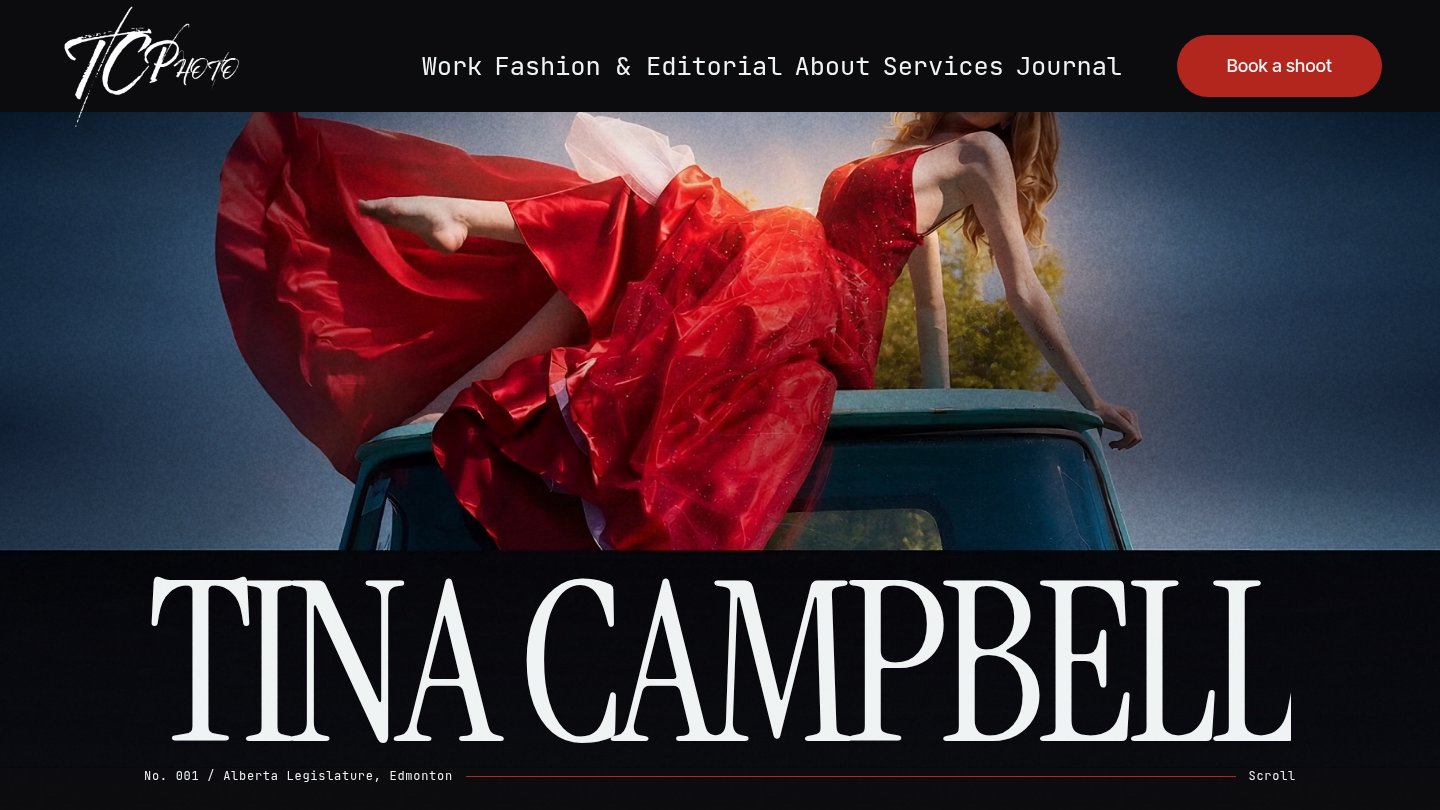 TCPHOTO
Work Fashion & Editorial About Services Journal
Book a shoot
TINA CAMPBELL
No. 001 / Alberta Legislature, Edmonton
Scroll